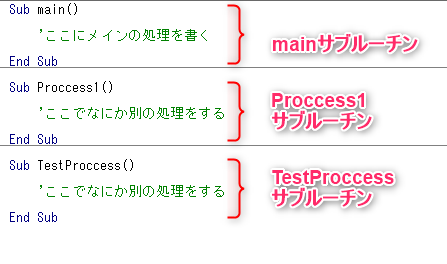 Sub main()
'ここにメインの処理を書く
End Sub
mainサブルーチン
Sub Proccess1()
'ここでなにか別の処理をする
End Sub
Proccess1
サブルーチン
Sub TestProccess()
'ここでなにか別の処理をする
End Sub
TestProccess
サブルーチン